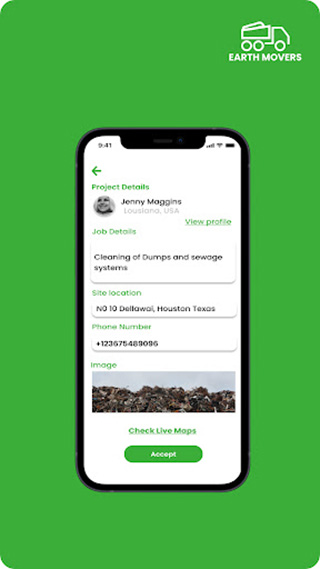 EARTH MOVERS
9:41
Project Details
Jenny Maggins
Lousiana, USA
View profile
Job Details
Cleaning of Dumps and sewage
systems
Site location
N0 10 Dellawai, Houston Texas
Phone Number
+123675489096
Image
Check Live Maps
Accept